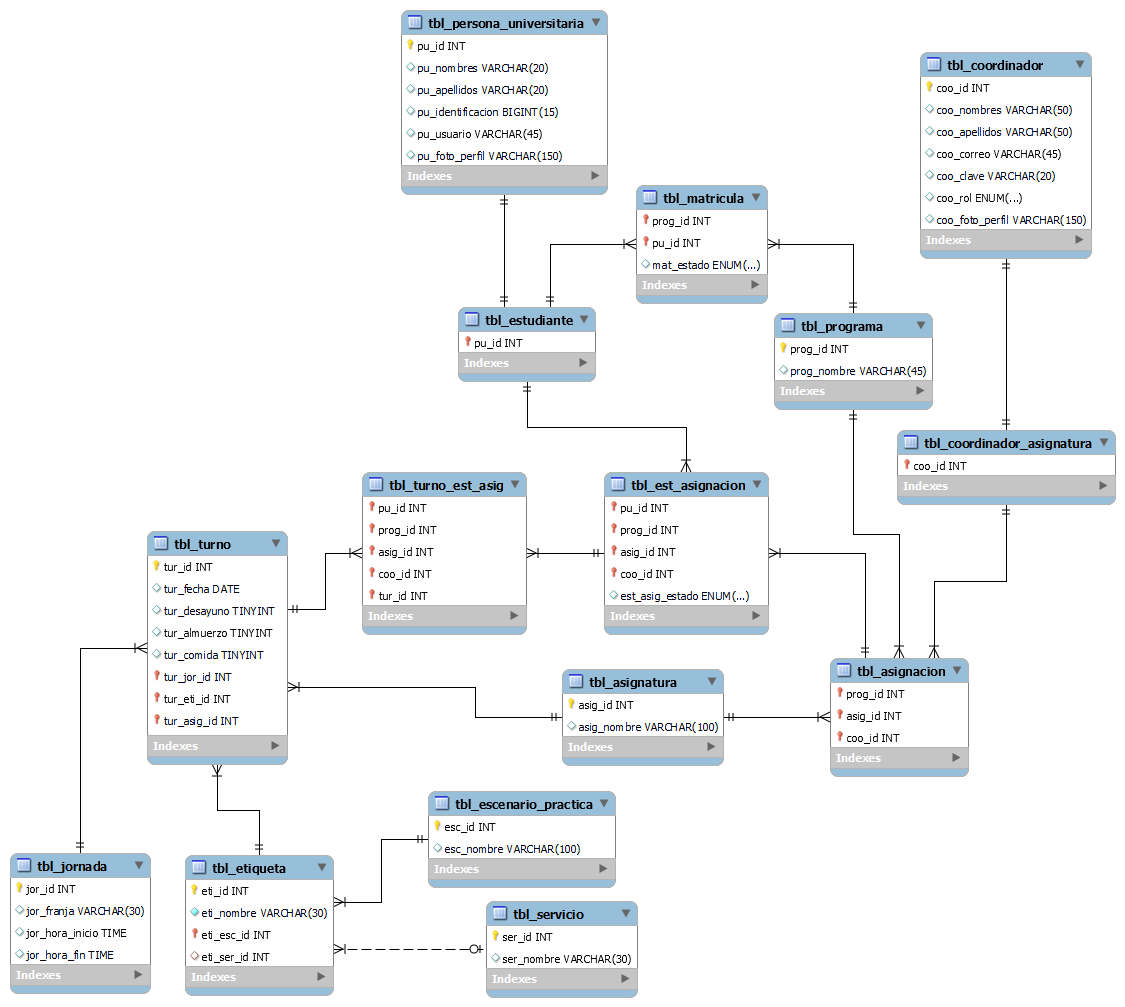 tbl_persona_universitaria
pu_id INT
pu_nombres VARCHAR(20)
pu_apellidos VARCHAR(20)
pu_identificacion BIGINT(15)
pu_usuario VARCHAR(45)
pu_foto_perfil VARCHAR(150)
Indexes
tbl_coordinador
coo_id INT
coo_nombres VARCHAR(50)
coo_apellidos VARCHAR(50)
coo_correo VARCHAR(45)
coo_clave VARCHAR(20)
coo_rol ENUM(...)
coo_foto_perfil VARCHAR(150)
Indexes
tbl_matricula
prog_id INT
pu_id INT
mat_estado ENUM(...)
Indexes
tbl_estudiante
pu_id INT
Indexes
tbl_programa
prog_id INT
prog_nombre VARCHAR(45)
Indexes
tbl_coordinador_asignatura
coo_id INT
Indexes
tbl_turno_est_asig
pu_id INT
prog_id INT
asig_id INT
coo_id INT
tur_id INT
Indexes
tbl_est_asignacion
pu_id INT
prog_id INT
asig_id INT
coo_id INT
est_asig_estado ENUM(...)
Indexes
tbl_turno
tur_id INT
tur_fecha DATE
tur_desayuno TINYINT
tur_almuerzo TINYINT
tur_comida TINYINT
tur_jor_id INT
tur_eti_id INT
tur_asig_id INT
Indexes
tbl_asignatura
asig_id INT
asig_nombre VARCHAR(100)
Indexes
tbl_asignacion
prog_id INT
asig_id INT
coo_id INT
Indexes
tbl_escenario_practica
esc_id INT
esc_nombre VARCHAR(100)
Indexes
tbl_jornada
jor_id INT
jor_franja VARCHAR(30)
jor_hora_inicio TIME
jor_hora_fin TIME
Indexes
tbl_etiqueta
eti_id INT
eti_nombre VARCHAR(30)
eti_esc_id INT
eti_ser_id INT
Indexes
tbl_servicio
ser_id INT
ser_nombre VARCHAR(30)
Indexes